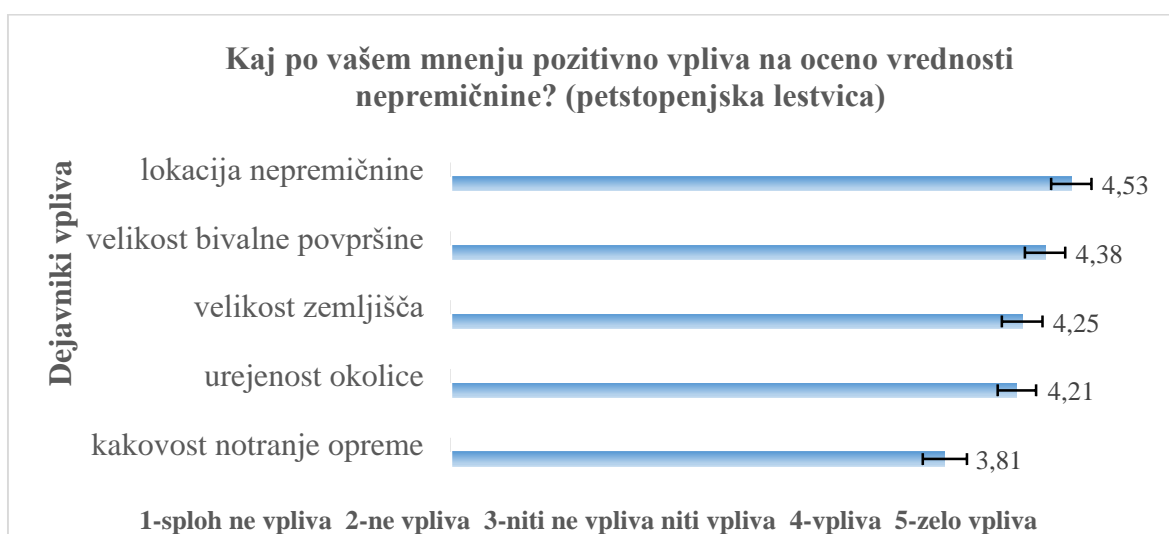 Kaj po vašem mnenju pozitivno vpliva na oceno vrednosti
nepremičnine? (petstopenjska lestvica)
Dejavniki vpliva
lokacija nepremičnine 4,53
velikost bivalne povpršine 4,38
velikost zemljišča 4,25
urejenost okolice 4,21
kakovost notranje opreme 3,81
1-sploh ne vpliva 2-ne vpliva 3-niti ne vpliva niti vpliva 4-vpliva 5-zelo vpliva